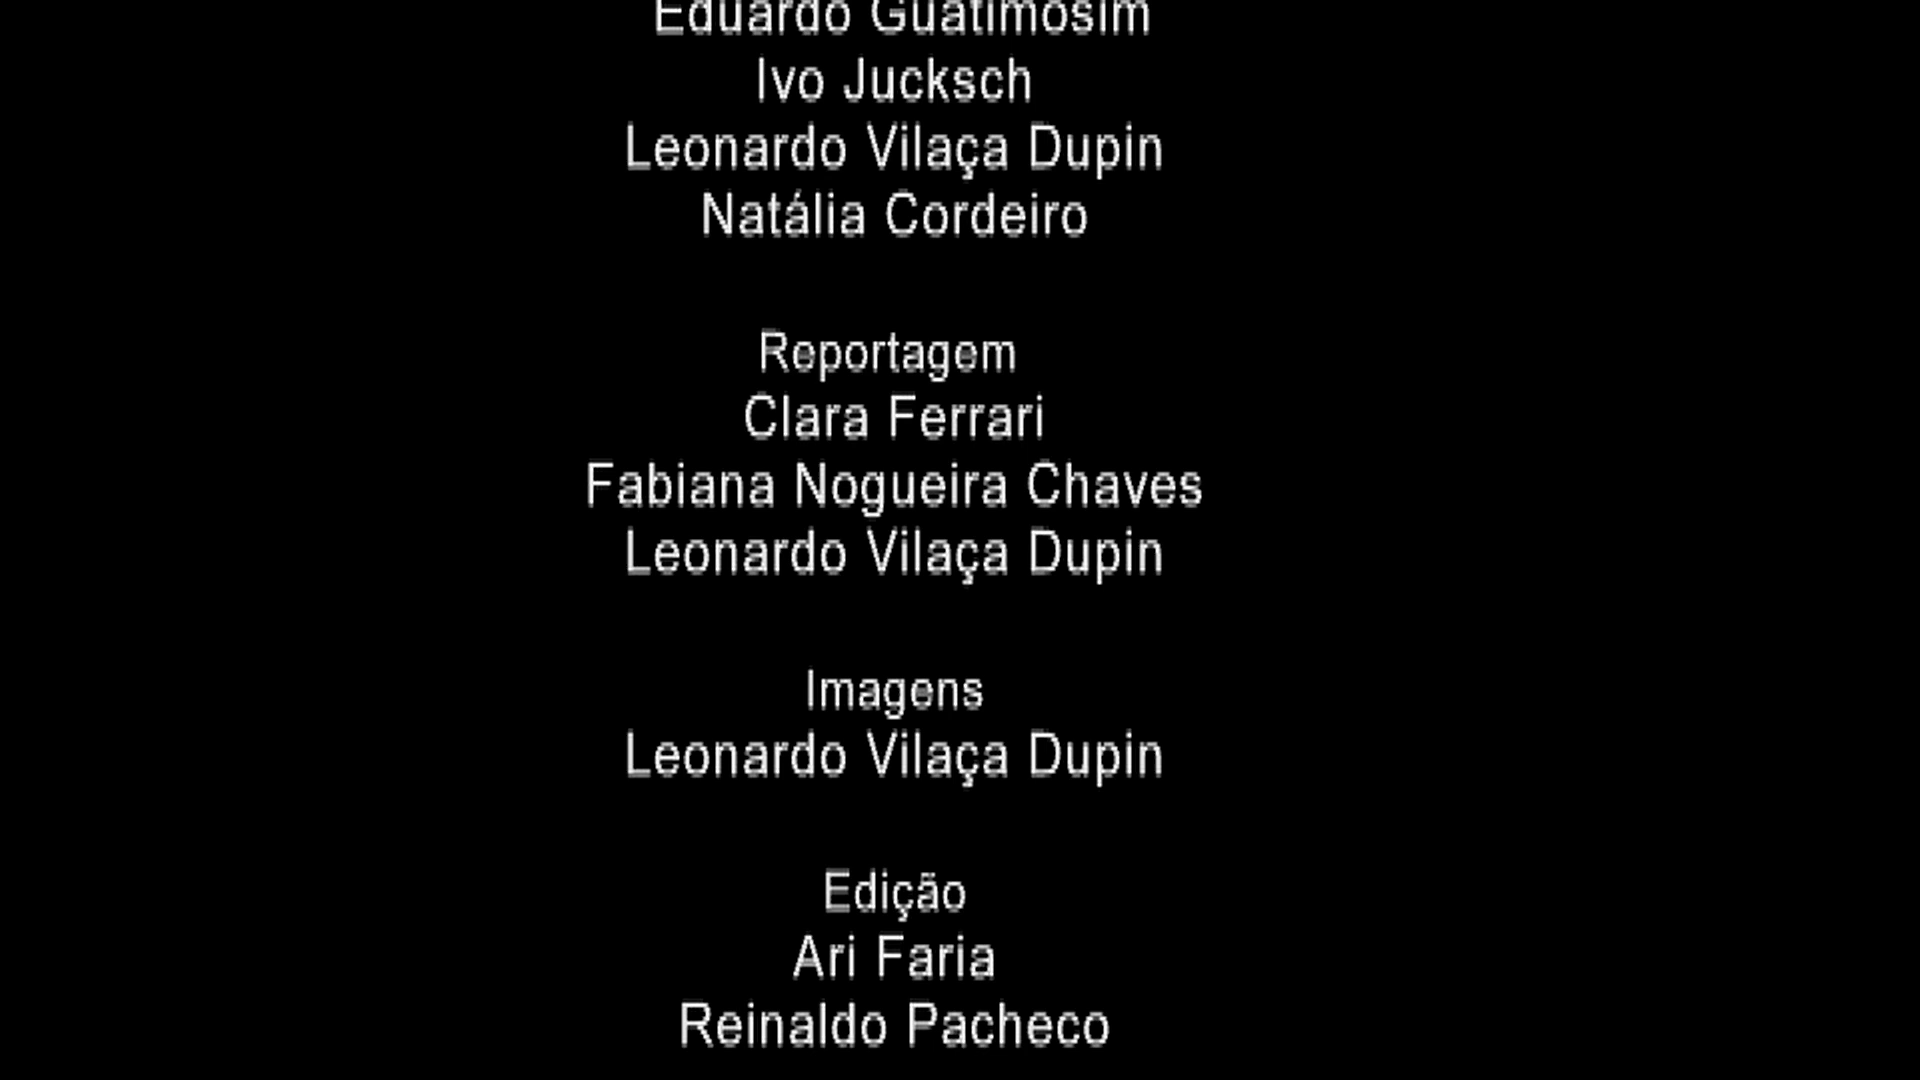 Eduardo Guatimosim
Ivo Jucksch
Leonardo Vilaça Dupin
Natália Cordeiro
Reportagem
Clara Ferrari
Fabiana Nogueira Chaves
Leonardo Vilaça Dupin
Imagens
Leonardo Vilaça Dupin
Edição
Ari Faria
Reinaldo Pacheco